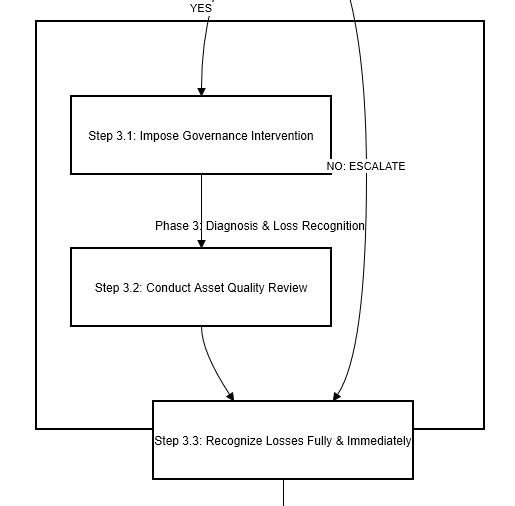 YES
Step 3.1: Impose Governance Intervention
NO: ESCALATE
Phase 3: Diagnosis & Loss Recognition
Step 3.2: Conduct Asset Quality Review
Step 3.3: Recognize Losses Fully & Immediately